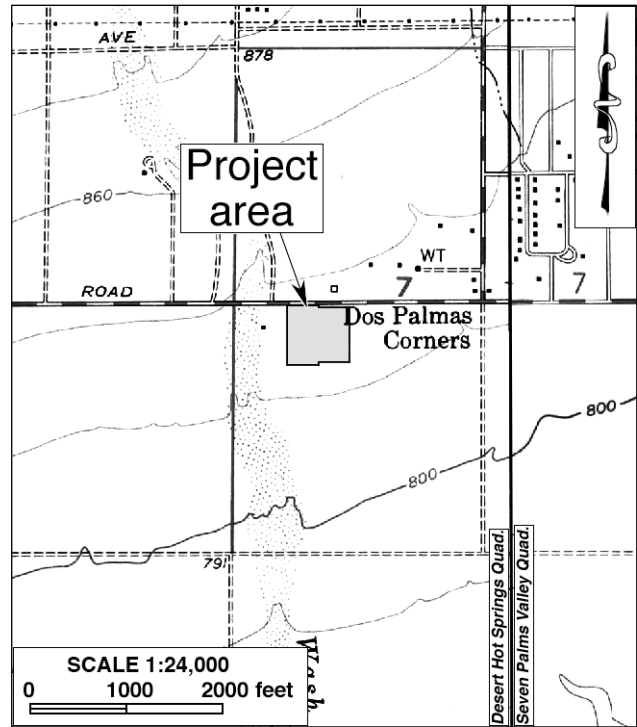 AVE
878
Project
area
860
WT
ROAD
7
7
Dos Palmas
Corners
800
800
791
Desert Hot Springs Quad.
Seven Palms Valley Quad.
Wash
SCALE 1:24,000
0 1000 2000 feet